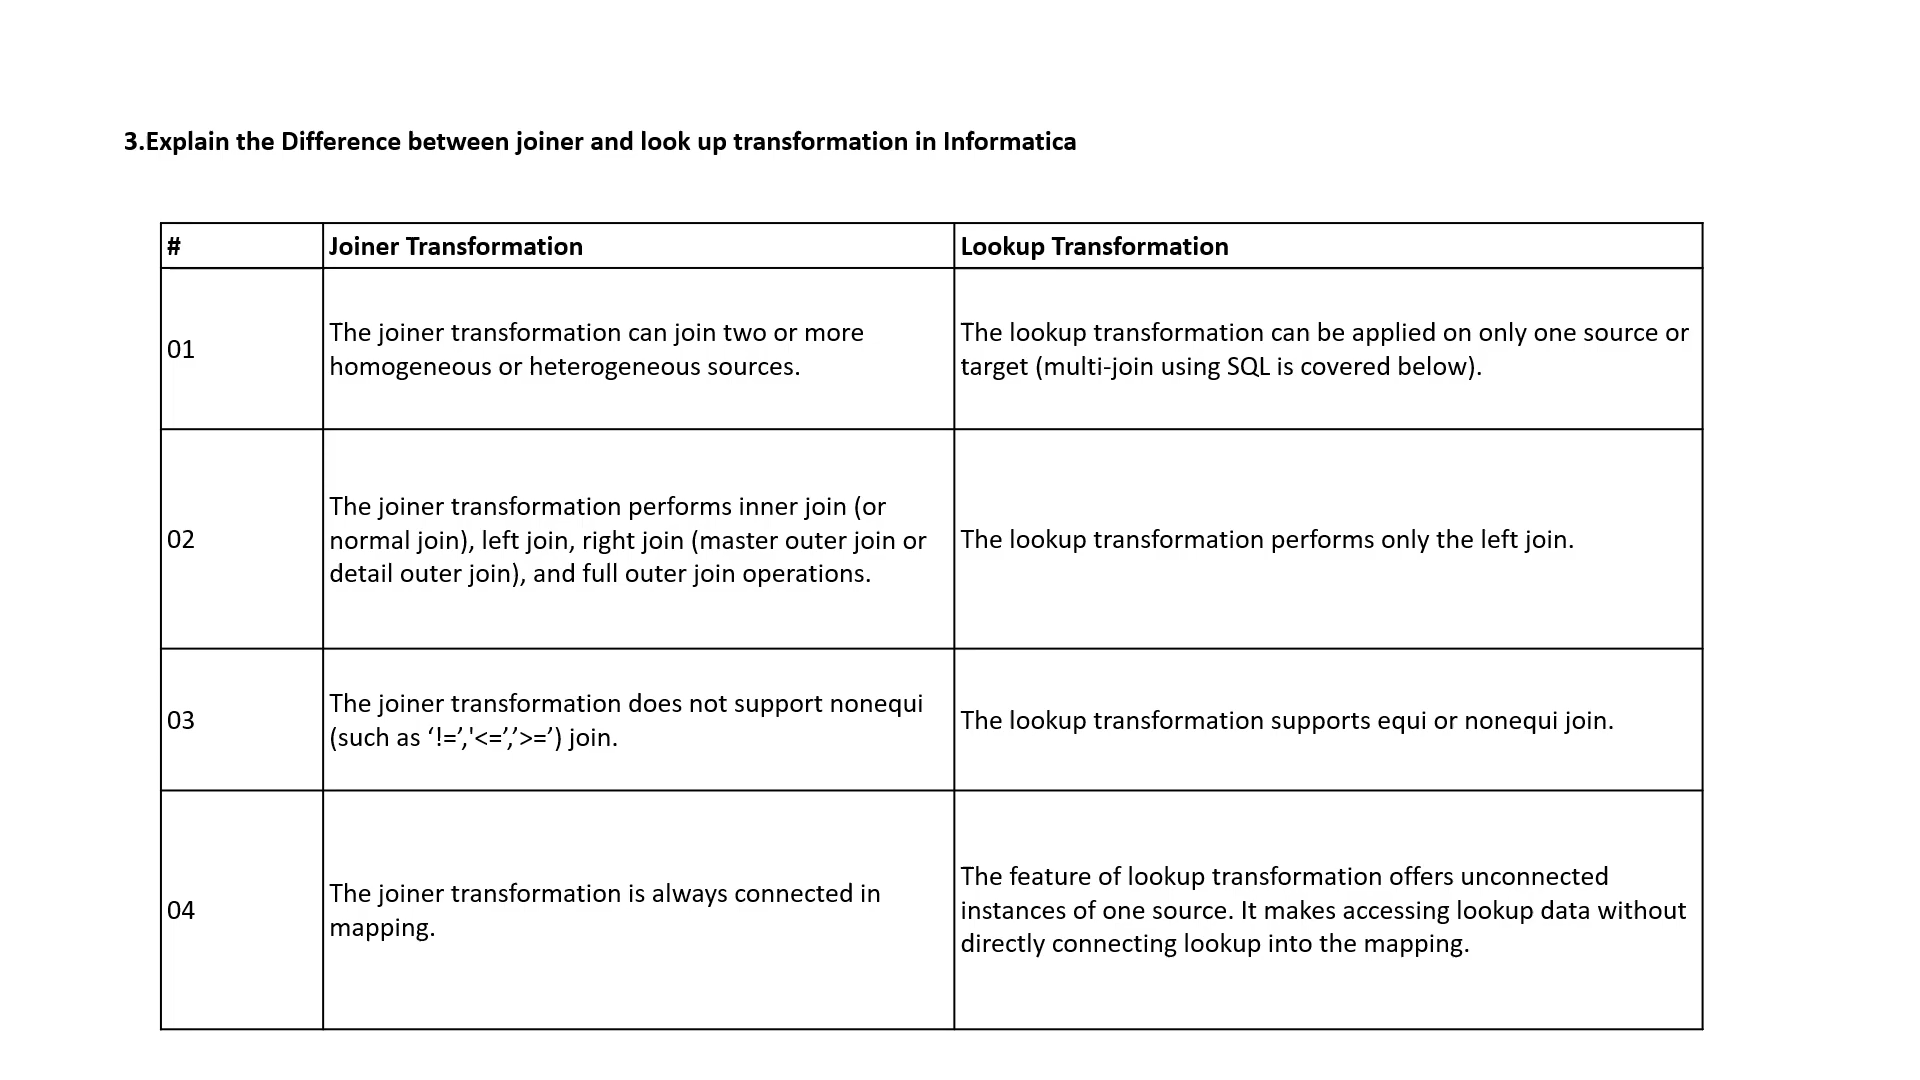 3.Explain the Difference between joiner and look up transformation in Informatica
#
Joiner Transformation
Lookup Transformation
01
The joiner transformation can join two or more
homogeneous or heterogeneous sources.
The lookup transformation can be applied on only one source or
target (multi-join using SQL is covered below).
02
The joiner transformation performs inner join (or
normal join), left join, right join (master outer join or
detail outer join), and full outer join operations.
The lookup transformation performs only the left join.
03
The joiner transformation does not support nonequi
(such as ‘!=’,'<=’,’>=’) join.
The lookup transformation supports equi or nonequi join.
04
The joiner transformation is always connected in
mapping.
The feature of lookup transformation offers unconnected
instances of one source. It makes accessing lookup data without
directly connecting lookup into the mapping.